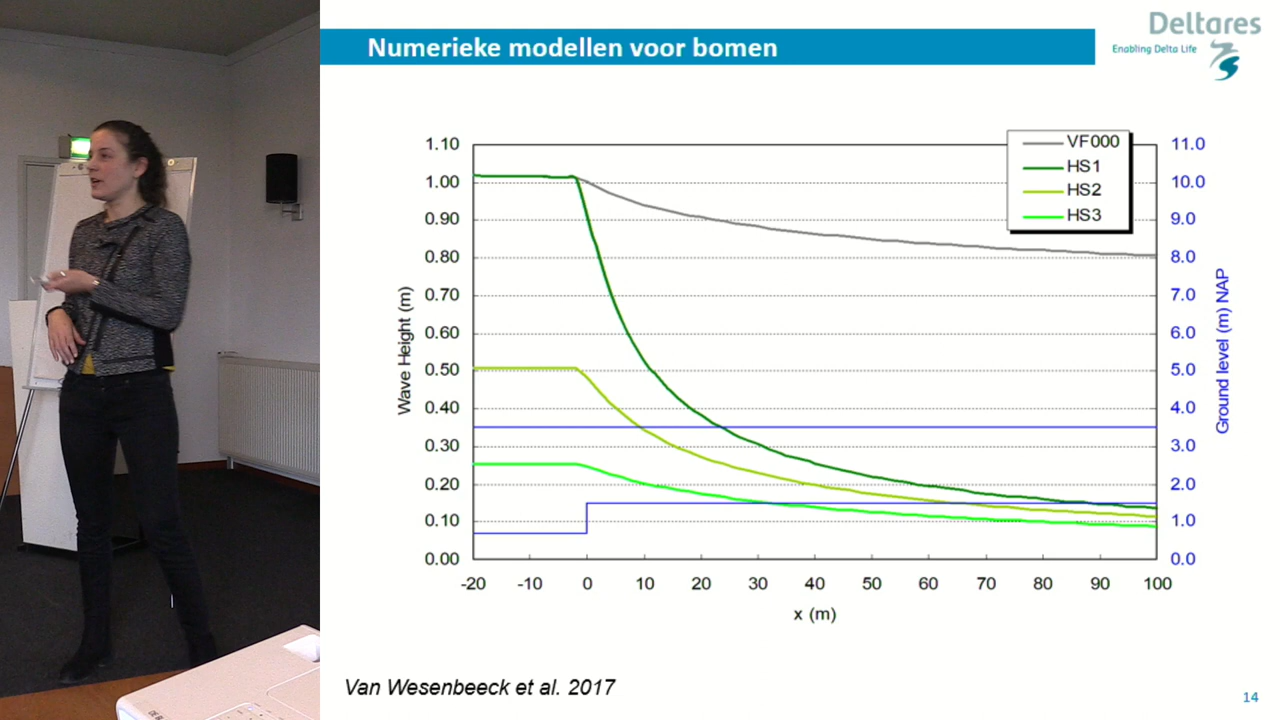 Numerieke modellen voor bomen
Deltares
Enabling Delta Life
VF000
HS1
HS2
HS3
1.10
1.00
0.90
0.80
0.70
0.60
0.50
0.40
0.30
0.20
0.10
0.00
Wave Height (m)
11.0
10.0
9.0
8.0
7.0
6.0
5.0
4.0
3.0
2.0
1.0
0.0
Ground level (m) NAP
-20 -10 0 10 20 30 40 50 60 70 80 90 100
x (m)
Van Wesenbeeck et al. 2017
14